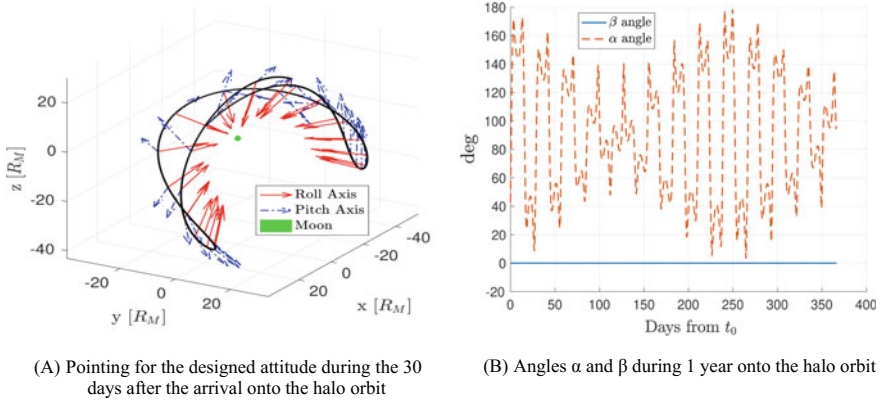 20
0
-20
-40
z [R_M]
Roll Axis
Pitch Axis
Moon
-20
0
20
y [R_M]
-40
-20
0
20
x [R_M]
(A) Pointing for the designed attitude during the 30
days after the arrival onto the halo orbit
deg
180
160
140
120
100
80
60
40
20
0
-20
β angle
α angle
0
50
100
150
200
250
300
350
400
Days from t_0
(B) Angles α and β during 1 year onto the halo orbit